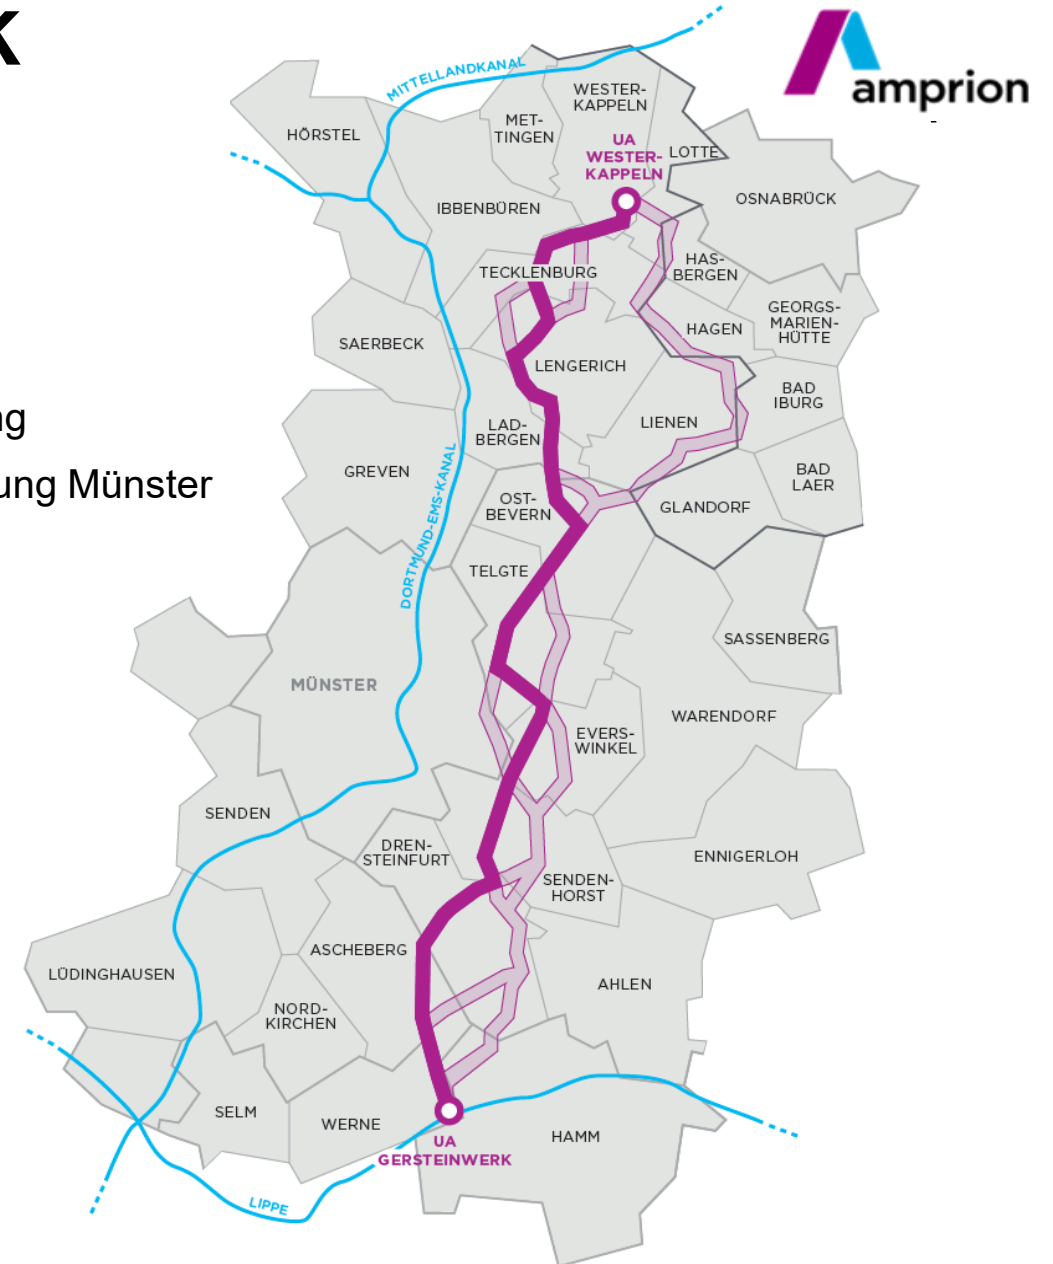 K
amprion
MITTELLANDKANAL
WESTER-
KAPPELN
MET-
TINGEN
HÖRSTEL
UA
WESTER-
KAPPELN
LOTTE
OSNABRÜCK
IBBENBÜREN
HAS-
BERGEN
TECKLENBURG
GEORGS-
MARIEN-
HÜTTE
HAGEN
SAERBECK
LENGERICH
BAD
IBURG
ng
LIENEN
LAD-
BERGEN
GREVEN
BAD
LAER
ung Münster
OST-
BEVERN
GLANDORF
DORTMUND-EMS-KANAL
TELGTE
SASSENBERG
MÜNSTER
WARENDORF
EVERS-
WINKEL
SENDEN
DREN-
STEINFURT
ENNIGERLOH
SENDEN-
HORST
ASCHEBERG
LÜDINGHAUSEN
AHLEN
NORD-
KIRCHEN
SELM
WERNE
HAMM
UA
GERSTEINWERK
LIPPE